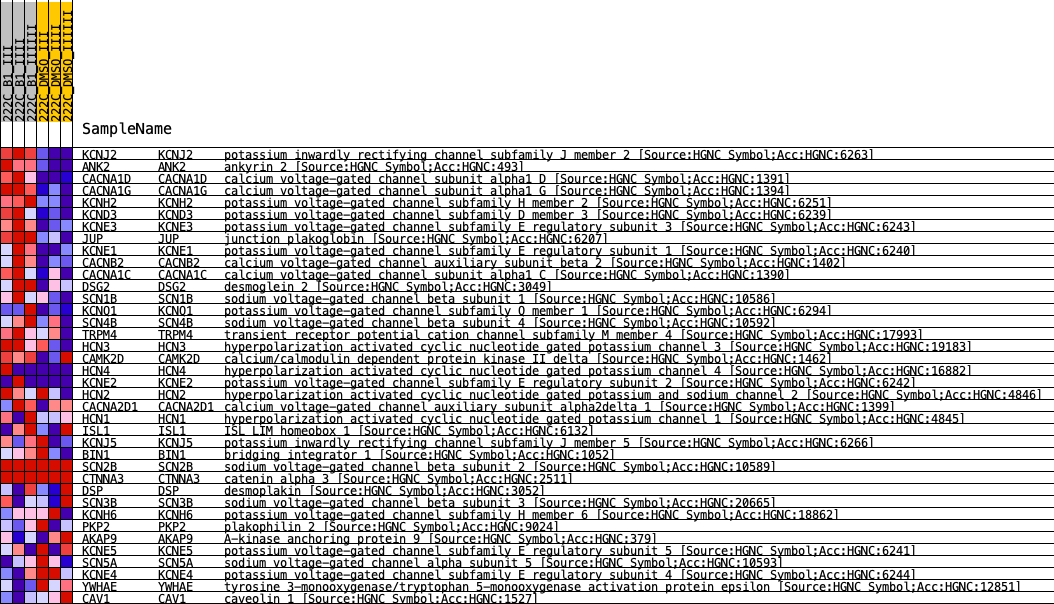 222C_B1_III
222C_B1_IIII
222C_B1_IIIIII
222C_DMSO_III
222C_DMSO_IIII
222C_DMSO_IIIIII
SampleName
KCNJ2 KCNJ2 potassium inwardly rectifying channel subfamily J member 2 [Source:HGNC Symbol;Acc:HGNC:6263]
ANK2 ANK2 ankyrin 2 [Source:HGNC Symbol;Acc:HGNC:493]
CACNA1D CACNA1D calcium voltage-gated channel subunit alpha1 D [Source:HGNC Symbol;Acc:HGNC:1391]
CACNA1G CACNA1G calcium voltage-gated channel subunit alpha1 G [Source:HGNC Symbol;Acc:HGNC:1394]
KCNH2 KCNH2 potassium voltage-gated channel subfamily H member 2 [Source:HGNC Symbol;Acc:HGNC:6251]
KCND3 KCND3 potassium voltage-gated channel subfamily D member 3 [Source:HGNC Symbol;Acc:HGNC:6239]
KCNE3 KCNE3 potassium voltage-gated channel subfamily E regulatory subunit 3 [Source:HGNC Symbol;Acc:HGNC:6243]
JUP JUP junction plakoglobin [Source:HGNC Symbol;Acc:HGNC:6207]
KCNE1 KCNE1 potassium voltage-gated channel subfamily E regulatory subunit 1 [Source:HGNC Symbol;Acc:HGNC:6240]
CACNB2 CACNB2 calcium voltage-gated channel auxiliary subunit beta 2 [Source:HGNC Symbol;Acc:HGNC:1402]
CACNA1C CACNA1C calcium voltage-gated channel subunit alpha1 C [Source:HGNC Symbol;Acc:HGNC:1390]
DSG2 DSG2 desmoglein 2 [Source:HGNC Symbol;Acc:HGNC:3049]
SCN1B SCN1B sodium voltage-gated channel beta subunit 1 [Source:HGNC Symbol;Acc:HGNC:10586]
KCNQ1 KCNQ1 potassium voltage-gated channel subfamily Q member 1 [Source:HGNC Symbol;Acc:HGNC:6294]
SCN4B SCN4B sodium voltage-gated channel beta subunit 4 [Source:HGNC Symbol;Acc:HGNC:10592]
TRPM4 TRPM4 transient receptor potential cation channel subfamily M member 4 [Source:HGNC Symbol;Acc:HGNC:17993]
HCN3 HCN3 hyperpolarization activated cyclic nucleotide gated potassium channel 3 [Source:HGNC Symbol;Acc:HGNC:19183]
CAMK2D CAMK2D calcium/calmodulin dependent protein kinase II delta [Source:HGNC Symbol;Acc:HGNC:1462]
HCN4 HCN4 hyperpolarization activated cyclic nucleotide gated potassium channel 4 [Source:HGNC Symbol;Acc:HGNC:16882]
KCNE2 KCNE2 potassium voltage-gated channel subfamily E regulatory subunit 2 [Source:HGNC Symbol;Acc:HGNC:6242]
HCN2 HCN2 hyperpolarization activated cyclic nucleotide gated potassium and sodium channel 2 [Source:HGNC Symbol;Acc:HGNC:4846]
CACNA2D1 CACNA2D1 calcium voltage-gated channel auxiliary subunit alpha2delta 1 [Source:HGNC Symbol;Acc:HGNC:1399]
HCN1 HCN1 hyperpolarization activated cyclic nucleotide gated potassium channel 1 [Source:HGNC Symbol;Acc:HGNC:4845]
ISL1 ISL1 ISL LIM homeobox 1 [Source:HGNC Symbol;Acc:HGNC:6132]
KCNJ5 KCNJ5 potassium inwardly rectifying channel subfamily J member 5 [Source:HGNC Symbol;Acc:HGNC:6266]
BIN1 BIN1 bridging integrator 1 [Source:HGNC Symbol;Acc:HGNC:1052]
SCN2B SCN2B sodium voltage-gated channel beta subunit 2 [Source:HGNC Symbol;Acc:HGNC:10589]
CTNNA3 CTNNA3 catenin alpha 3 [Source:HGNC Symbol;Acc:HGNC:2511]
DSP DSP desmoplakin [Source:HGNC Symbol;Acc:HGNC:3052]
SCN3B SCN3B sodium voltage-gated channel beta subunit 3 [Source:HGNC Symbol;Acc:HGNC:20665]
KCNH6 KCNH6 potassium voltage-gated channel subfamily H member 6 [Source:HGNC Symbol;Acc:HGNC:18862]
PKP2 PKP2 plakophilin 2 [Source:HGNC Symbol;Acc:HGNC:9024]
AKAP9 AKAP9 A-kinase anchoring protein 9 [Source:HGNC Symbol;Acc:HGNC:379]
KCNE5 KCNE5 potassium voltage-gated channel subfamily E regulatory subunit 5 [Source:HGNC Symbol;Acc:HGNC:6241]
SCN5A SCN5A sodium voltage-gated channel alpha subunit 5 [Source:HGNC Symbol;Acc:HGNC:10593]
KCNE4 KCNE4 potassium voltage-gated channel subfamily E regulatory subunit 4 [Source:HGNC Symbol;Acc:HGNC:6244]
YWHAE YWHAE tyrosine 3-monooxygenase/tryptophan 5-monooxygenase activation protein epsilon [Source:HGNC Symbol;Acc:HGNC:12851]
CAV1 CAV1 caveolin 1 [Source:HGNC Symbol;Acc:HGNC:1527]